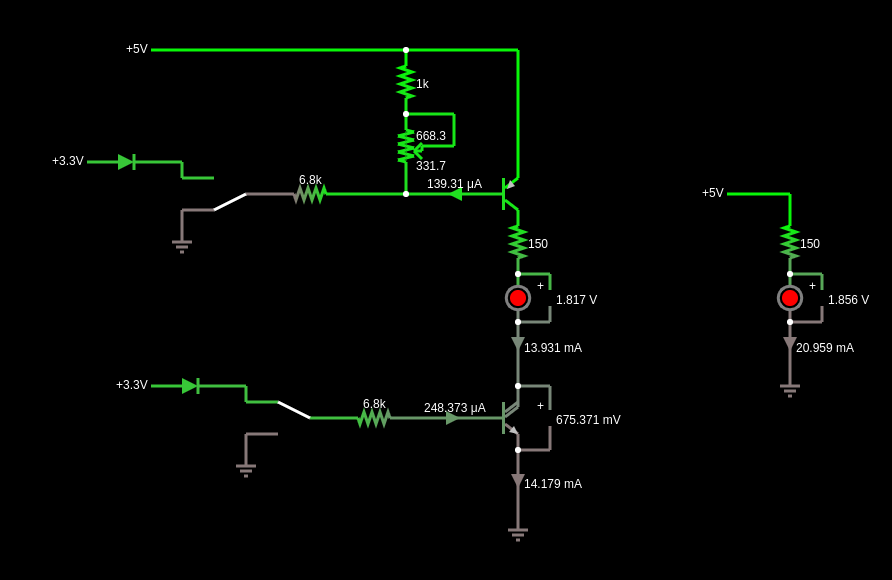 +5V
1k
668.3
+3.3V
331.7
6.8k
139.31 μA
+5V
150
150
+
+
1.817 V
1.856 V
13.931 mA
20.959 mA
+3.3V
6.8k
248.373 μA
+
675.371 mV
14.179 mA